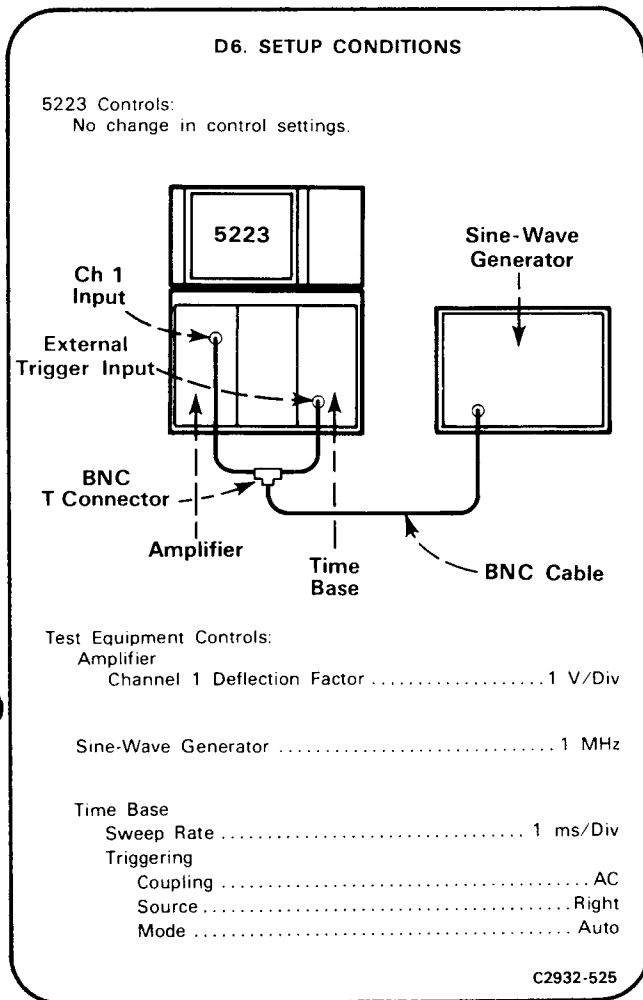 D6. SETUP CONDITIONS
5223 Controls:
No change in control settings.
5223
Sine-Wave
Generator
Ch 1
Input
External
Trigger Input
BNC
T Connector
Amplifier
Time
Base
BNC Cable
Test Equipment Controls:
Amplifier
Channel 1 Deflection Factor ..................1 V/Div
Sine-Wave Generator .............................1 MHz
Time Base
Sweep Rate ................................ 1 ms/Div
Triggering
Coupling ........................................AC
Source.......................................Right
Mode ........................................ Auto
C2932-525